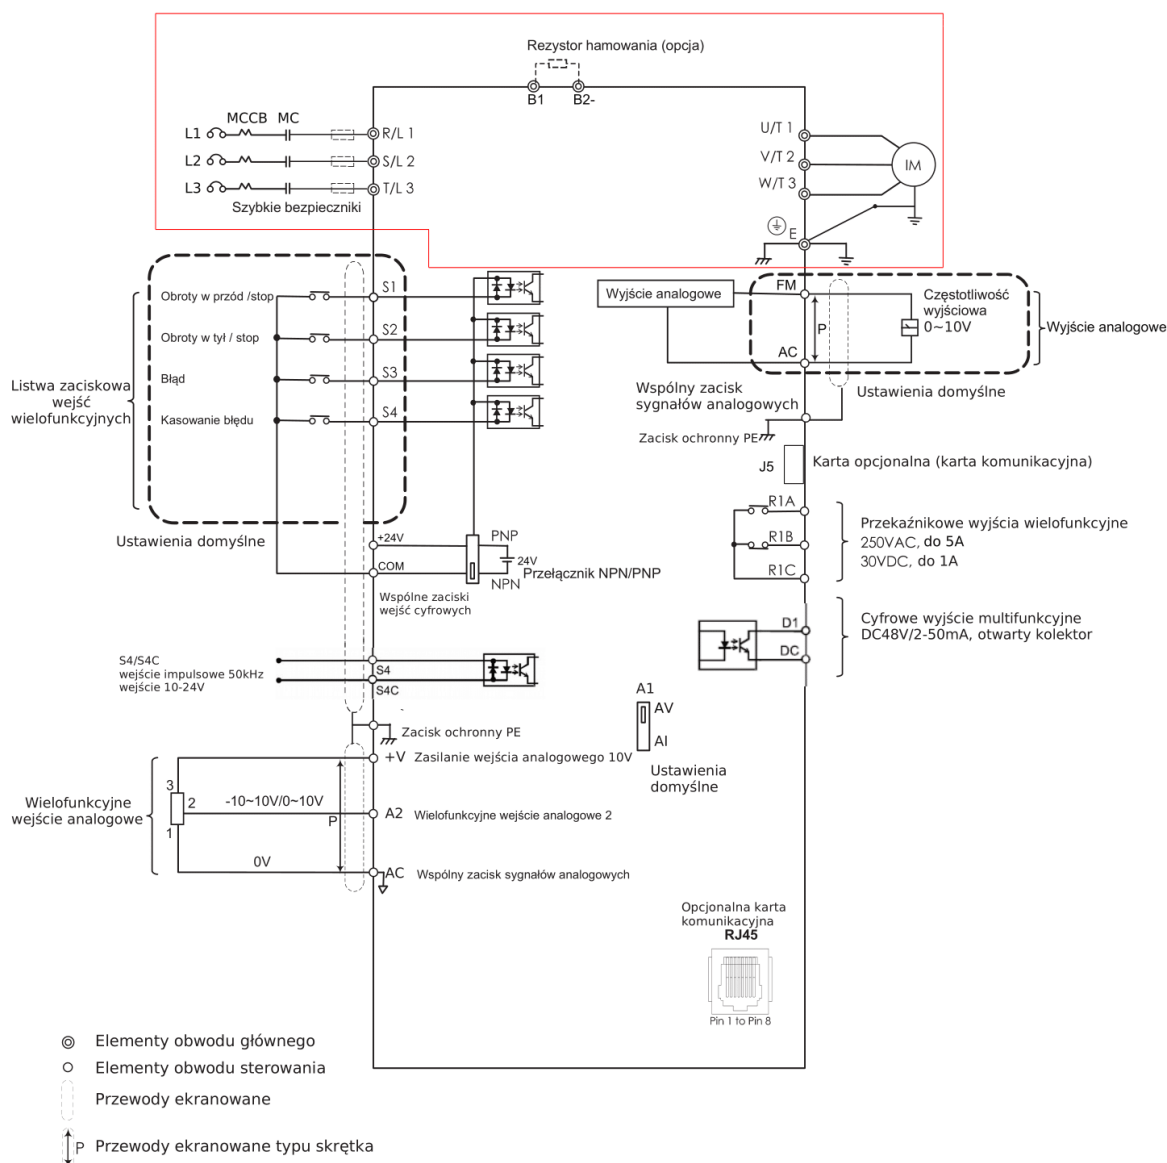 Rezystor hamowania (opcja)
B1
B2-
MCCB
MC
L1
R/L 1
L2
S/L 2
L3
T/L 3
Szybkie bezpieczniki
U/T 1
V/T 2
W/T 3
IM
E
Listwa zaciskowa
wejść
wielofunkcyjnych
Obroty w przód /stop
S1
Obroty w tył / stop
S2
Błąd
S3
Kasowanie błędu
S4
Ustawienia domyślne
+24V
COM
PNP
24V
NPN
Przełącznik NPN/PNP
Wspólne zaciski
wejść cyfrowych
Wyjście analogowe
FM
P
AC
Częstotliwość
wyjściowa
0~10V
Wyjście analogowe
Wspólny zacisk
sygnałów analogowych
Ustawienia domyślne
Zacisk ochronny PE
J5
Karta opcjonalna (karta komunikacyjna)
R1A
R1B
R1C
Przekaźnikowe wyjścia wielofunkcyjne
250VAC, do 5A
30VDC, do 1A
D1
DC
Cyfrowe wyjście multifunkcyjne
DC48V/2-50mA, otwarty kolektor
S4/S4C
wejście impulsowe 50kHz
wejście 10-24V
S4
S4C
A1
AV
AI
Ustawienia
domyślne
Zacisk ochronny PE
+V
Zasilanie wejścia analogowego 10V
Wielofunkcyjne
wejście analogowe
3
2
1
-10~10V/0~10V
P
A2
Wielofunkcyjne wejście analogowe 2
0V
AC
Wspólny zacisk sygnałów analogowych
Opcjonalna karta
komunikacyjna
RJ45
Pin 1 to Pin 8
Elementy obwodu głównego
Elementy obwodu sterowania
Przewody ekranowane
P
Przewody ekranowane typu skrętka